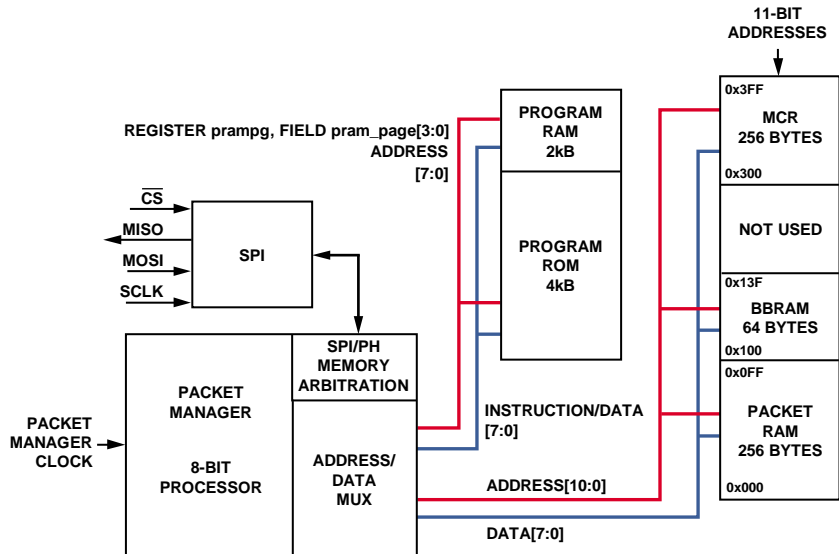 11-BIT
ADDRESSES
0x3FF
MCR
256 BYTES
0x300
NOT USED
0x13F
BBRAM
64 BYTES
0x100
0x0FF
PACKET
RAM
256 BYTES
0x000
PROGRAM
RAM
2kB
PROGRAM
ROM
4kB
REGISTER prampg, FIELD pram_page[3:0]
ADDRESS
[7:0]
CS
MISO
MOSI
SCLK
SPI
SPI/PH
MEMORY
ARBITRATION
PACKET
MANAGER
8-BIT
PROCESSOR
ADDRESS/
DATA
MUX
PACKET
MANAGER
CLOCK
INSTRUCTION/DATA
[7:0]
ADDRESS[10:0]
DATA[7:0]